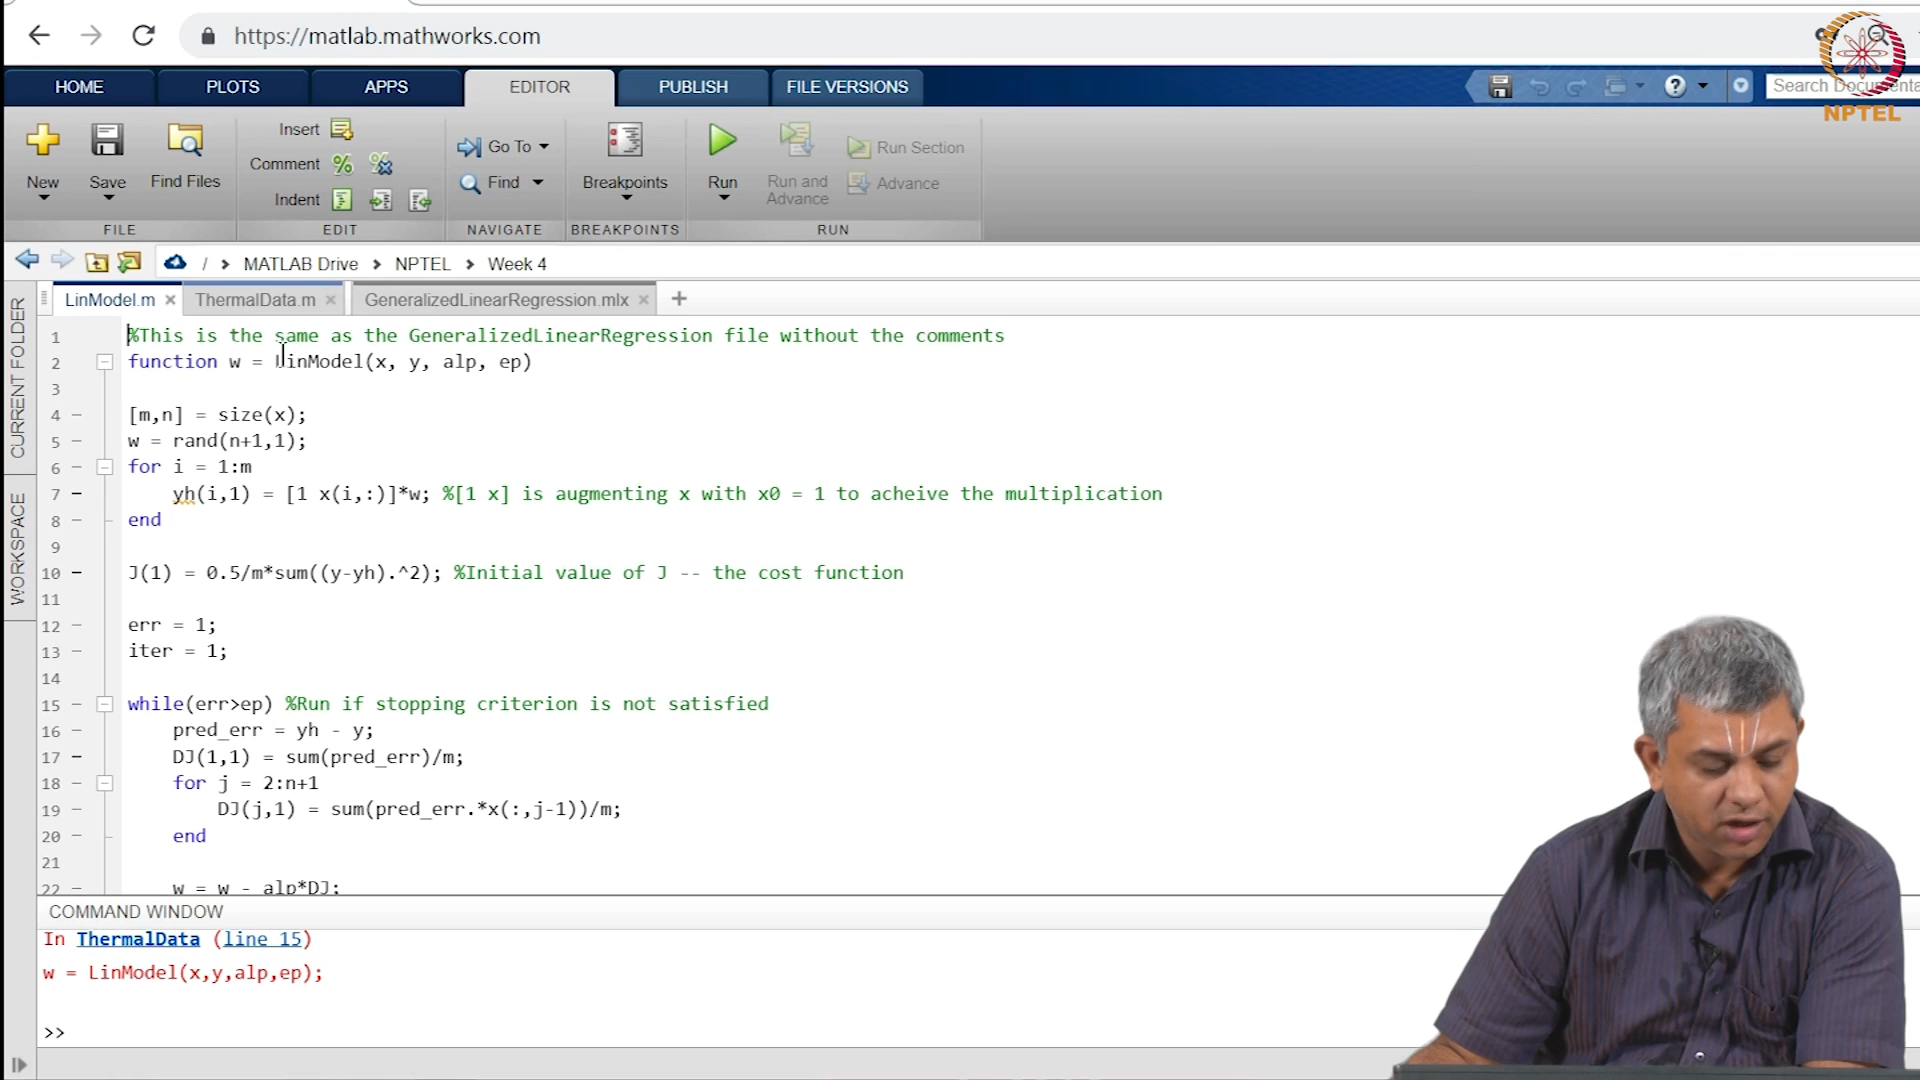 https://matlab.mathworks.com
HOME PLOTS APPS EDITOR PUBLISH FILE VERSIONS
NPTEL
New Save Find Files
Insert
Comment
Indent
Go To
Find
Breakpoints
Run
Run and Advance
Run Section
Advance
FILE EDIT NAVIGATE BREAKPOINTS RUN
/ MATLAB Drive NPTEL Week 4
CURRENT FOLDER
WORKSPACE
LinModel.m ThermalData.m GeneralizedLinearRegression.mlx
1 %This is the same as the GeneralizedLinearRegression file without the comments
2 function w = LinModel(x, y, alp, ep)
3
4 [m,n] = size(x);
5 w = rand(n+1,1);
6 for i = 1:m
7 yh(i,1) = [1 x(i,:)]*w; %[1 x] is augmenting x with x0 = 1 to acheive the multiplication
8 end
9
10 J(1) = 0.5/m*sum((y-yh).^2); %Initial value of J -- the cost function
11
12 err = 1;
13 iter = 1;
14
15 while(err>ep) %Run if stopping criterion is not satisfied
16 pred_err = yh - y;
17 DJ(1,1) = sum(pred_err)/m;
18 for j = 2:n+1
19 DJ(j,1) = sum(pred_err.*x(:,j-1))/m;
20 end
21
22 w = w - alp*DJ;
COMMAND WINDOW
In ThermalData (line 15)
w = LinModel(x,y,alp,ep);
>>